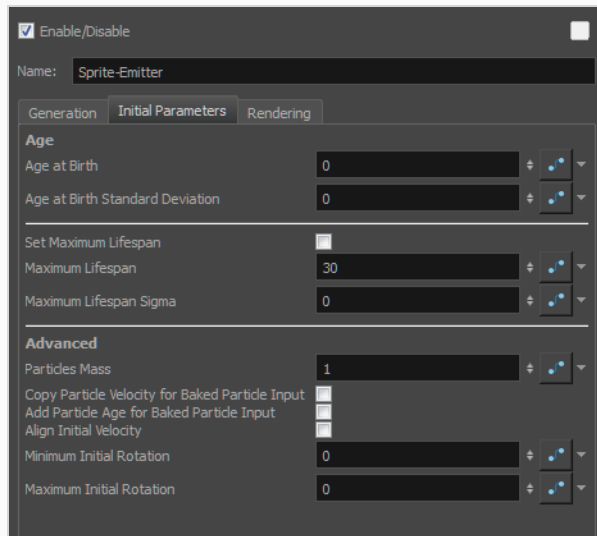 Enable/Disable
Name: Sprite-Emitter
Generation Initial Parameters Rendering
Age
Age at Birth 0
Age at Birth Standard Deviation 0
Set Maximum Lifespan
Maximum Lifespan 30
Maximum Lifespan Sigma 0
Advanced
Particles Mass 1
Copy Particle Velocity for Baked Particle Input
Add Particle Age for Baked Particle Input
Align Initial Velocity
Minimum Initial Rotation 0
Maximum Initial Rotation 0